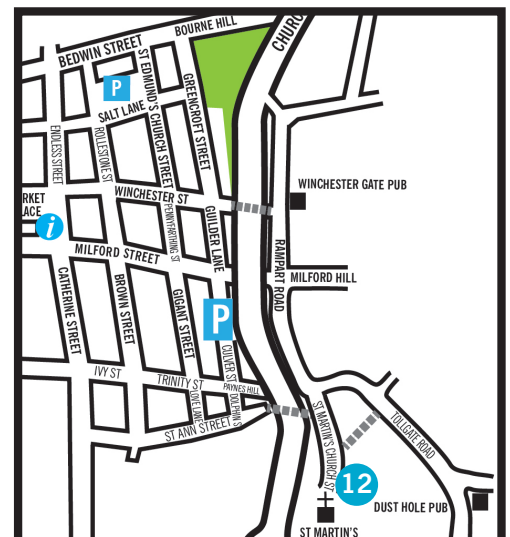 BOURNE HILL
CHURC
BEDWIN STREET
P
SALT LANE
ST EDMUND'S CHURCH STREET
GREENCROFT STREET
ENDLESS STREET
ROLLESTONE ST
WINCHESTER GATE PUB
WINCHESTER ST
RKET
LACE
i
PENNYFARTHING ST
GUILDER LANE
MILFORD STREET
RAMPART ROAD
MILFORD HILL
CATHERINE STREET
BROWN STREET
GIGANT STREET
P
CULVER ST
IVY ST
TRINITY ST
PAYNES HILL
LOVE LANE
DOLPHIN ST
ST ANN STREET
ST MARTIN'S CHURCH ST
TOLLGATE ROAD
12
DUST HOLE PUB
ST MARTIN'S